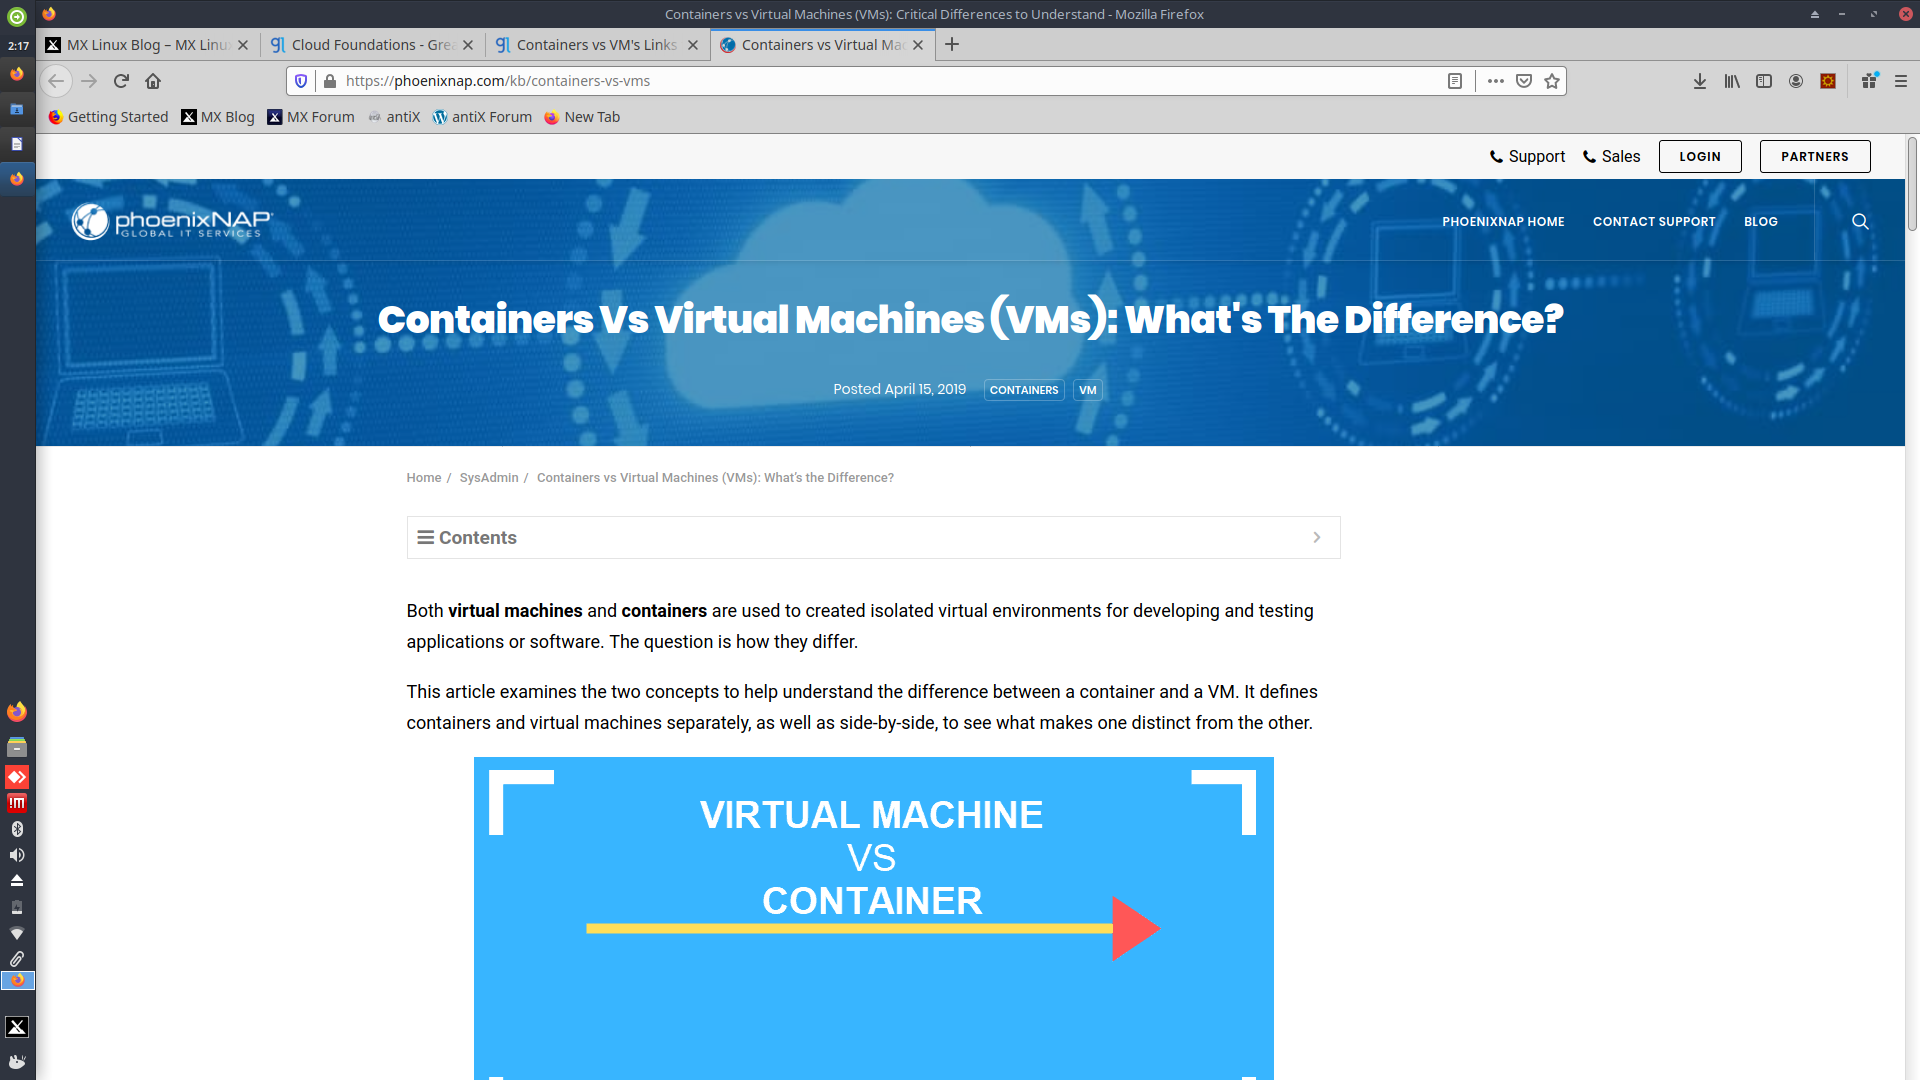 Containers vs Virtual Machines (VMs): Critical Differences to Understand - Mozilla Firefox
2:17
MX Linux Blog – MX Linu
Cloud Foundations - Grea
Containers vs VM's Links
Containers vs Virtual Mac
https://phoenixnap.com/kb/containers-vs-vms
Getting Started
MX Blog
MX Forum
antiX
antiX Forum
New Tab
Support
Sales
LOGIN
PARTNERS
phoenixNAP
GLOBAL IT SERVICES
PHOENIXNAP HOME
CONTACT SUPPORT
BLOG
Containers Vs Virtual Machines (VMs): What's The Difference?
Posted April 15, 2019
CONTAINERS
VM
Home / SysAdmin / Containers vs Virtual Machines (VMs): What's the Difference?
Contents
Both virtual machines and containers are used to created isolated virtual environments for developing and testing
applications or software. The question is how they differ.
This article examines the two concepts to help understand the difference between a container and a VM. It defines
containers and virtual machines separately, as well as side-by-side, to see what makes one distinct from the other.
VIRTUAL MACHINE
VS
CONTAINER
!m